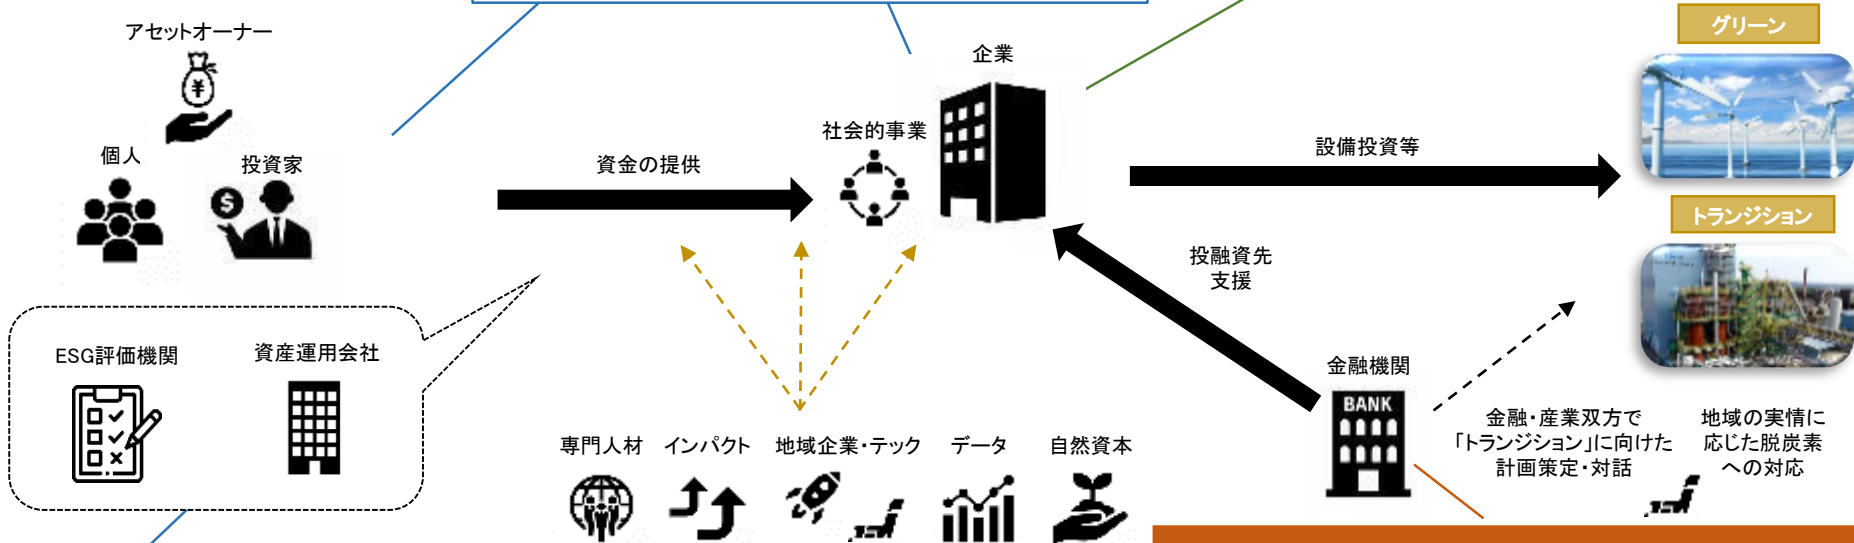 アセットオーナー
企業
グリーン
社会的事業
個人
投資家
資金の提供
設備投資等
トランジション
投融資先
支援
ESG評価機関
資産運用会社
金融機関
BANK
専門人材
インパクト
地域企業・テック
データ
自然資本
金融・産業双方で
「トランジション」に向けた
計画策定・対話
地域の実情に
応じた脱炭素
への対応